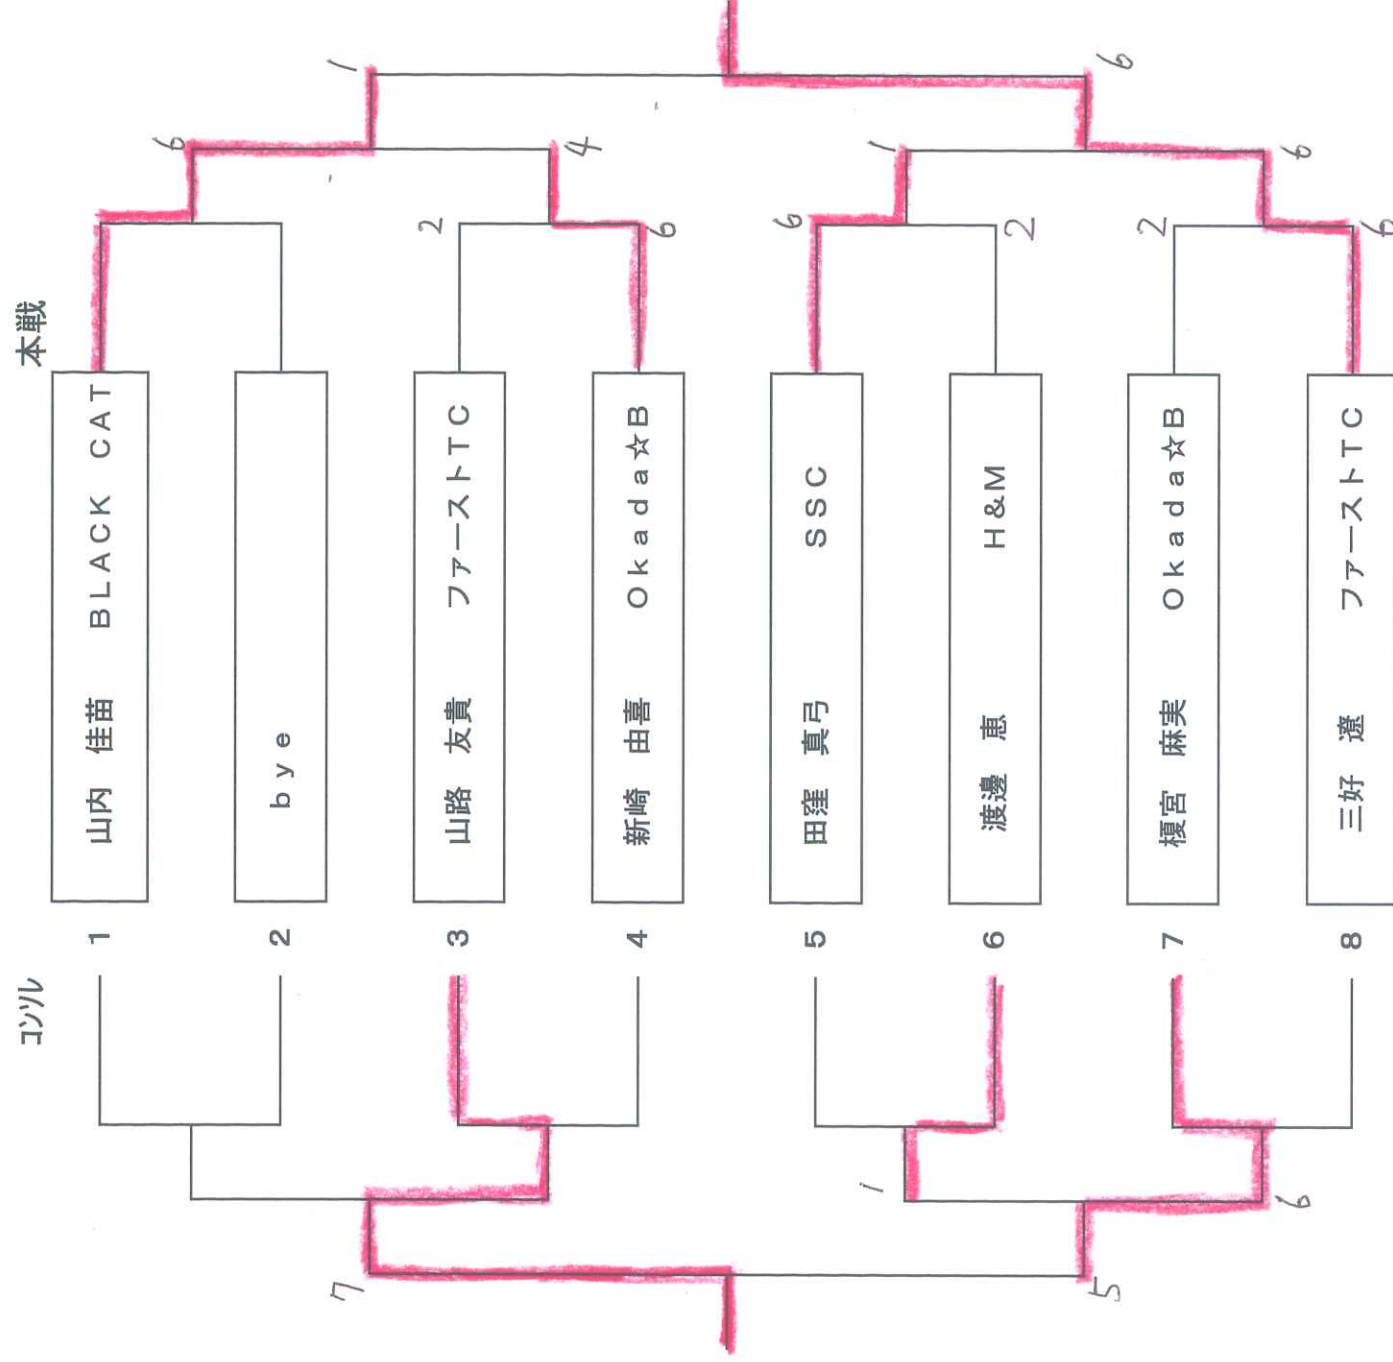 本戦
コンソレ
1 山内 佳苗 BLACK CAT
2 bye
3 山路 友貴 ファーストTC
4 新崎 由喜 Okada☆B
5 田窪 真弓 SSC
6 渡邊 恵 H&M
7 榎宮 麻実 Okada☆B
8 三好 遼 ファーストTC
1 6
6 4 1 6
2 6 6 2 2 6
1 6
7 5